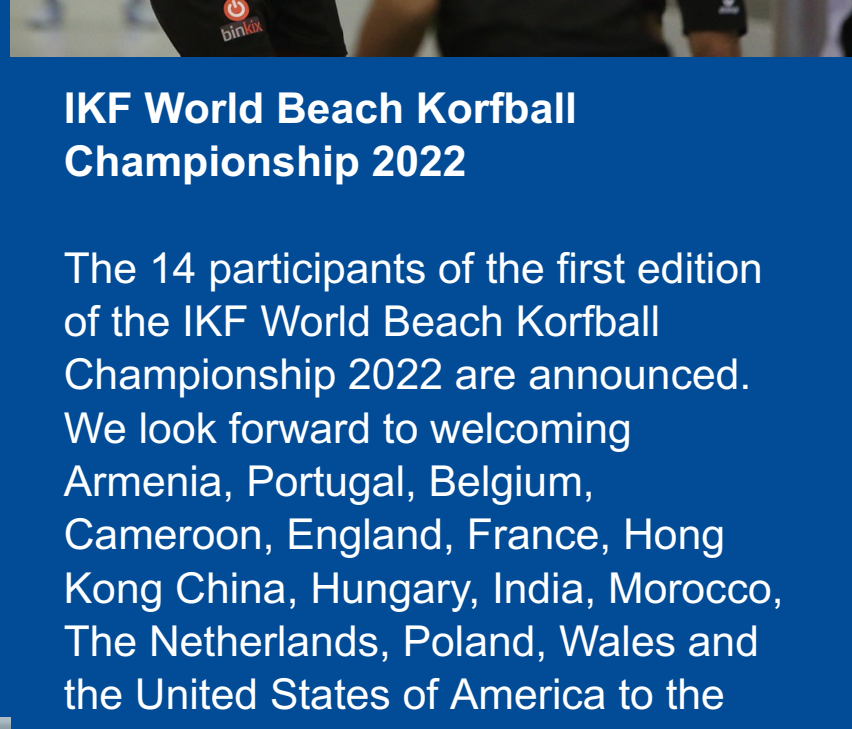 binkix
IKF World Beach Korfball
Championship 2022
The 14 participants of the first edition
of the IKF World Beach Korfball
Championship 2022 are announced.
We look forward to welcoming
Armenia, Portugal, Belgium,
Cameroon, England, France, Hong
Kong China, Hungary, India, Morocco,
The Netherlands, Poland, Wales and
the United States of America to the